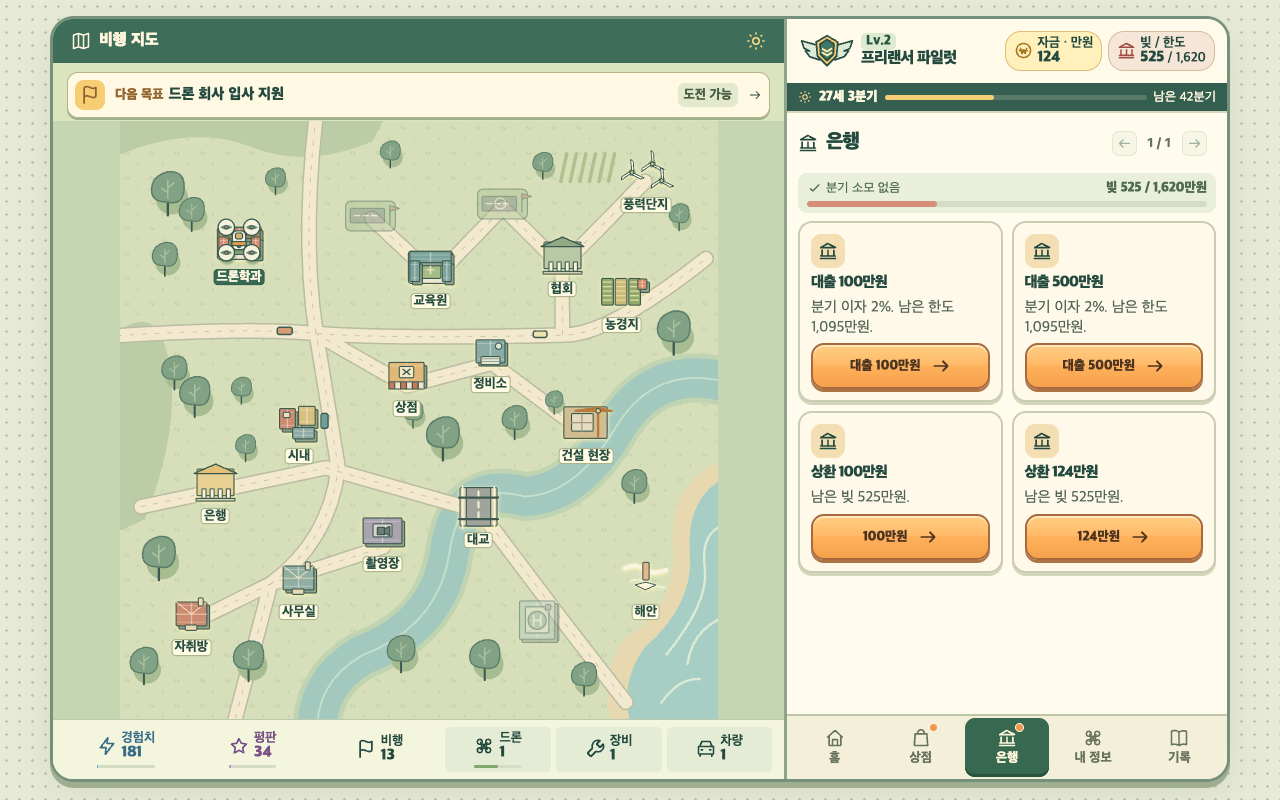 비행 지도
다음 목표 드론 회사 입사 지원
도전 가능
풍력단지
드론학과
교육원
협회
농경지
정비소
상점
시내
건설 현장
은행
대교
촬영장
사무실
해안
자취방
경험치
181
평판
34
비행
13
드론
1
장비
1
차량
1
Lv.2
프리랜서 파일럿
자금 · 만원
124
빚 / 한도
525 / 1,620
27세 3분기
남은 42분기
은행
1 / 1
분기 소모 없음
빚 525 / 1,620만원
대출 100만원
분기 이자 2%. 남은 한도
1,095만원.
대출 100만원
대출 500만원
분기 이자 2%. 남은 한도
1,095만원.
대출 500만원
상환 100만원
남은 빚 525만원.
100만원
상환 124만원
남은 빚 525만원.
124만원
홈
상점
은행
내 정보
기록